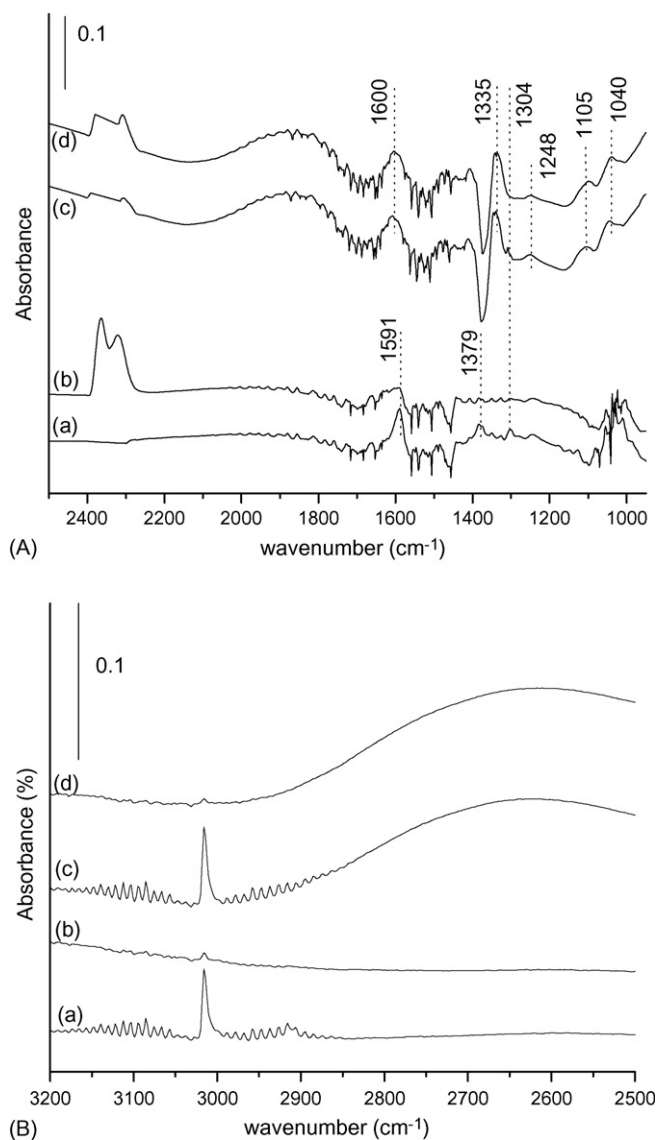 0.1
1600
1335
1304
1248
1105
1040
(d)
(c)
1591
1379
(b)
(a)
Absorbance
2400 2200 2000 1800 1600 1400 1200 1000
(A)
wavenumber (cm-1)
0.1
(d)
(c)
(b)
(a)
Absorbance (%)
3200 3100 3000 2900 2800 2700 2600 2500
(B)
wavenumber (cm-1)